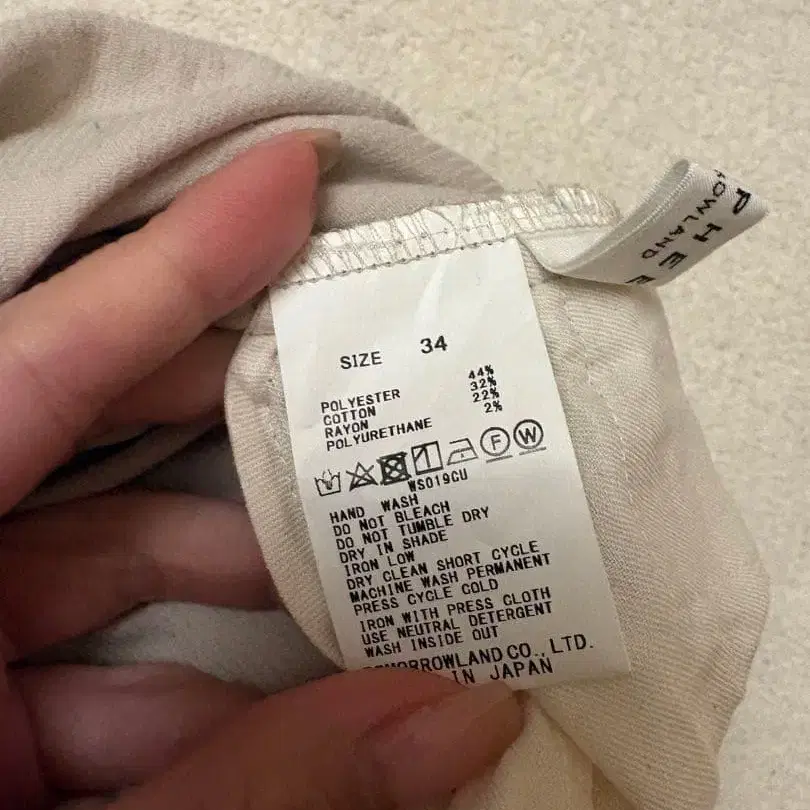 SIZE 34
POLYESTER 44%
COTTON 32%
RAYON 22%
POLYURETHANE 2%
F W
WS019CU
HAND WASH
DO NOT BLEACH
DO NOT TUMBLE DRY
DRY IN SHADE
IRON LOW
DRY CLEAN SHORT CYCLE
MACHINE WASH PERMANENT
PRESS CYCLE COLD
IRON WITH PRESS CLOTH
USE NEUTRAL DETERGENT
WASH INSIDE OUT
CO., LTD.
IN JAPAN